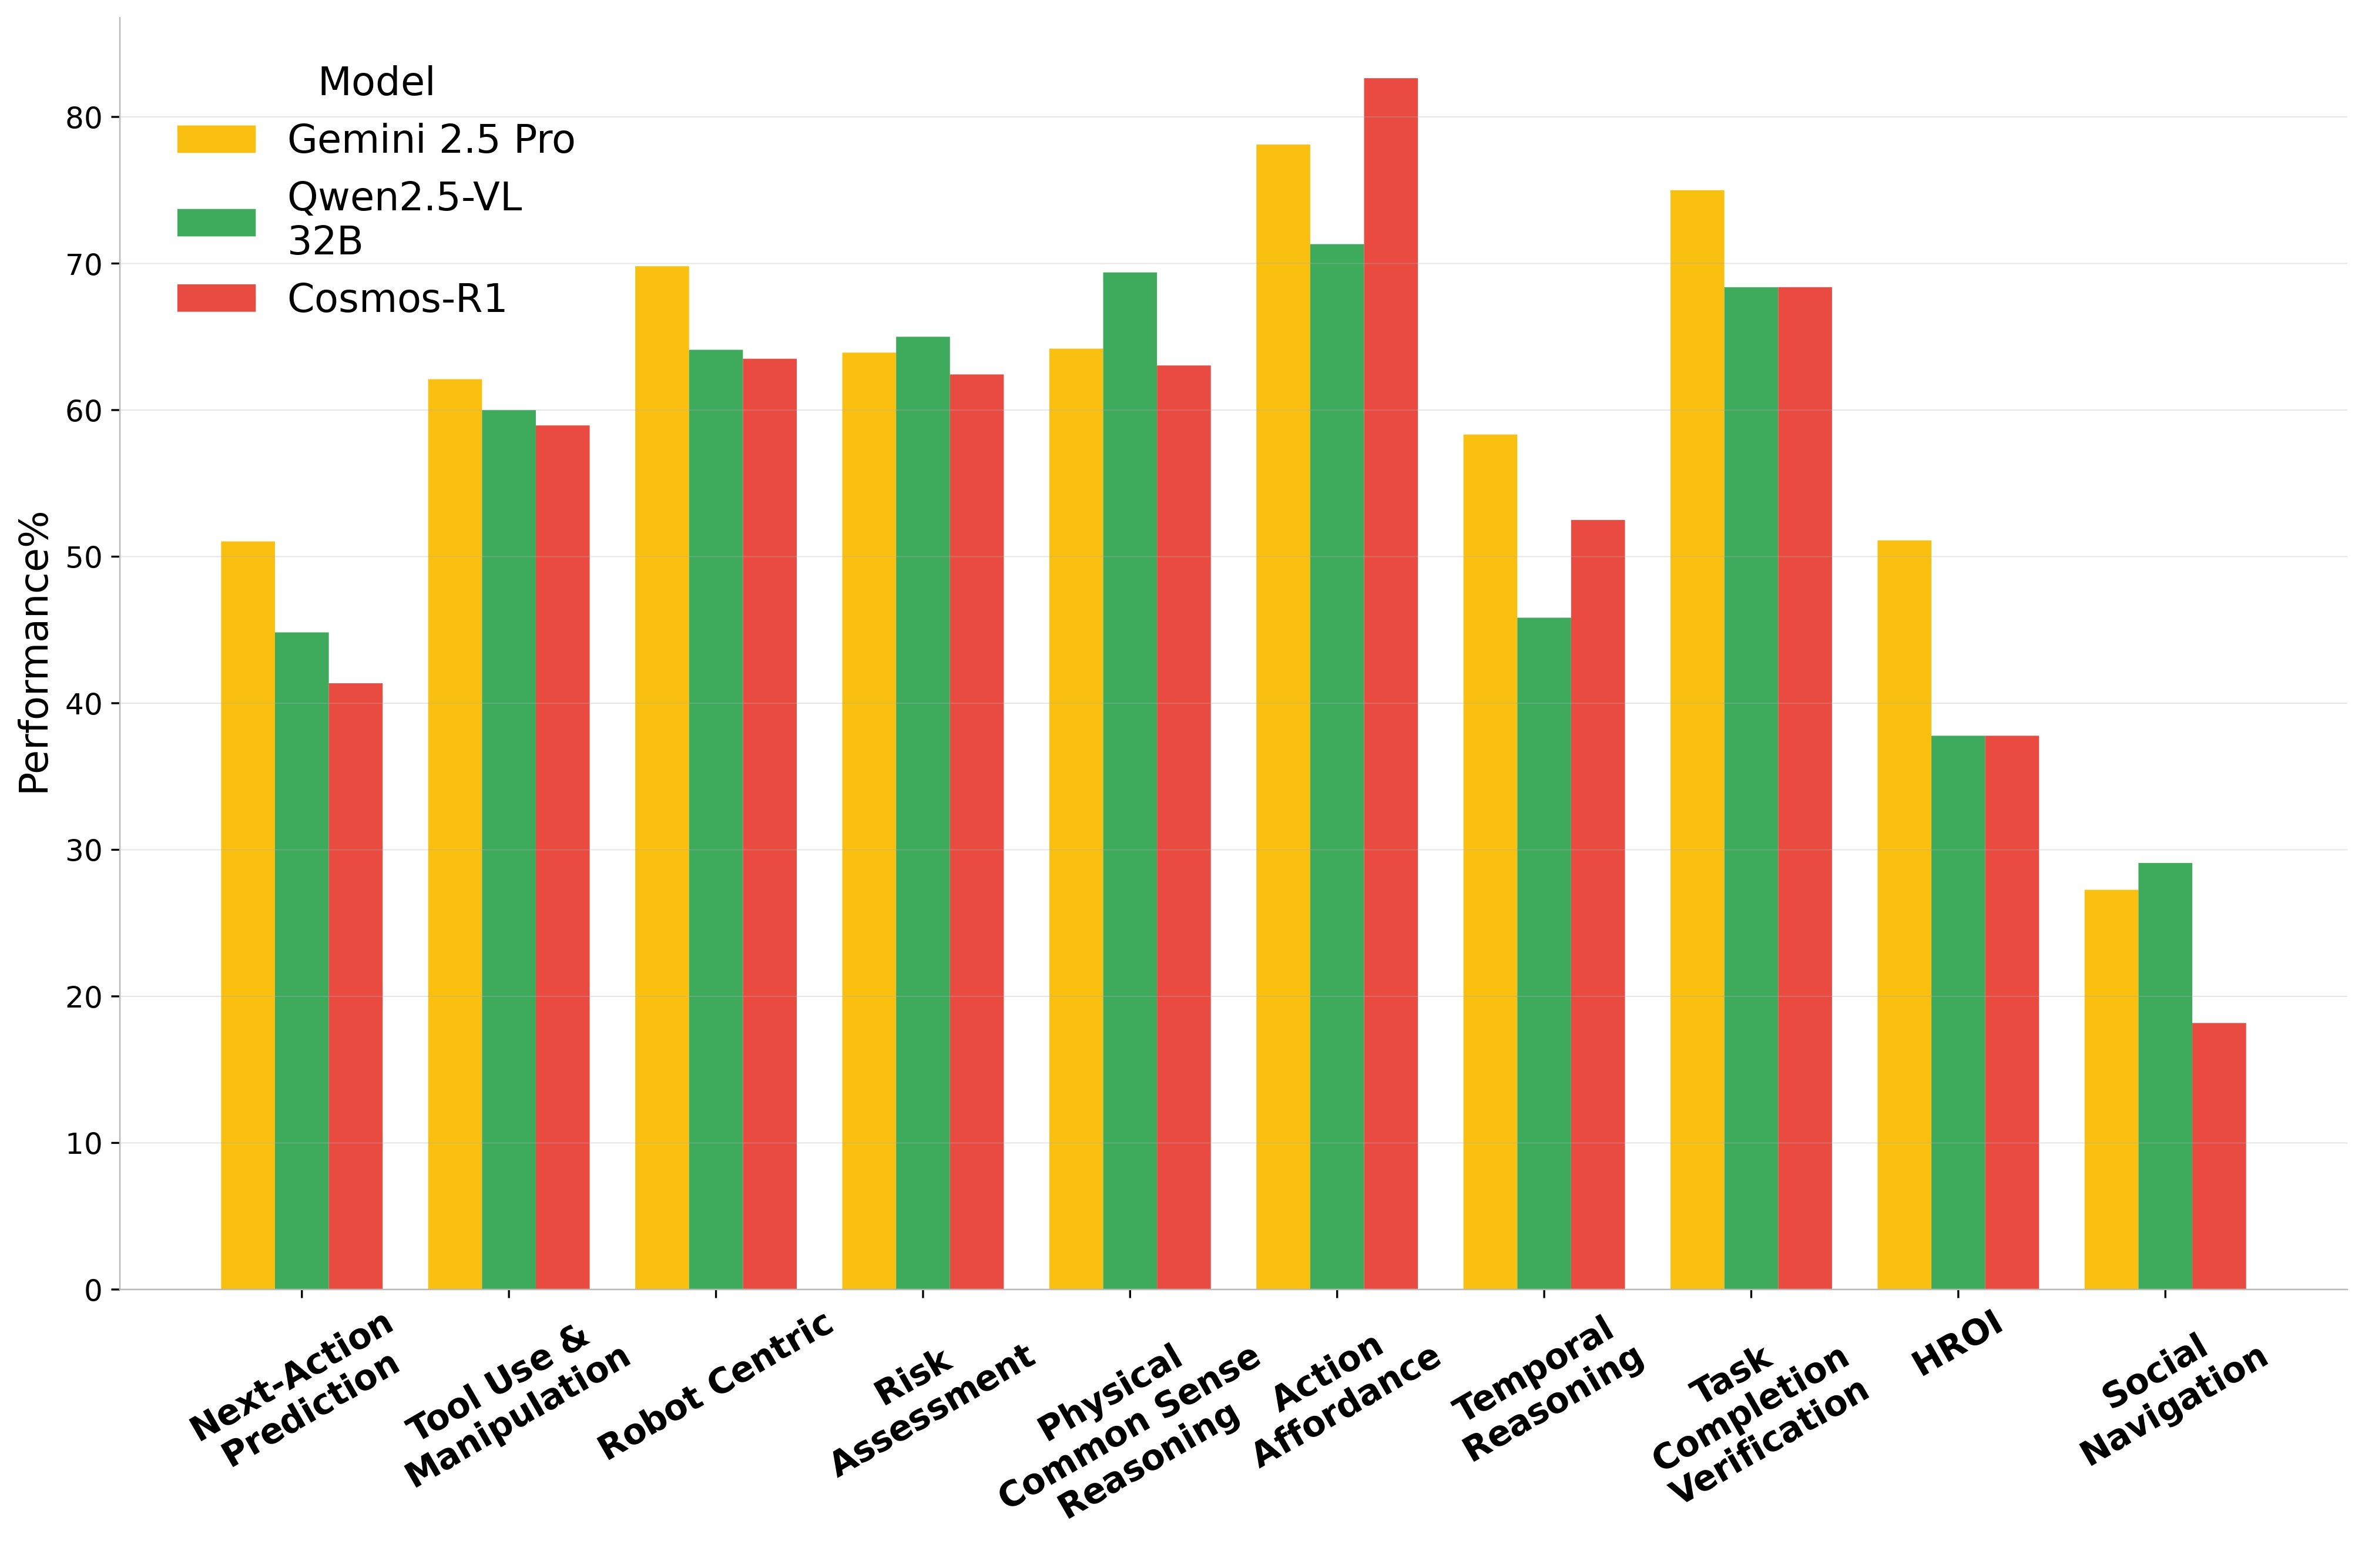 Model
Gemini 2.5 Pro
Qwen2.5-VL
32B
Cosmos-R1
Performance%
80
70
60
50
40
30
20
10
0
Next-Action
Prediction
Tool Use &
Manipulation
Robot Centric
Risk
Assessment
Physical
Common Sense
Reasoning
Action
Affordance
Temporal
Reasoning
Task
Completion
Verification
HROI
Social
Navigation